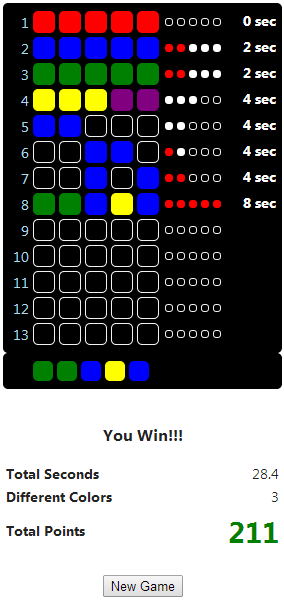 1 0 sec
2 2 sec
3 2 sec
4 4 sec
5 4 sec
6 4 sec
7 4 sec
8 8 sec
9
10
11
12
13
You Win!!!
Total Seconds 28.4
Different Colors 3
Total Points 211
New Game